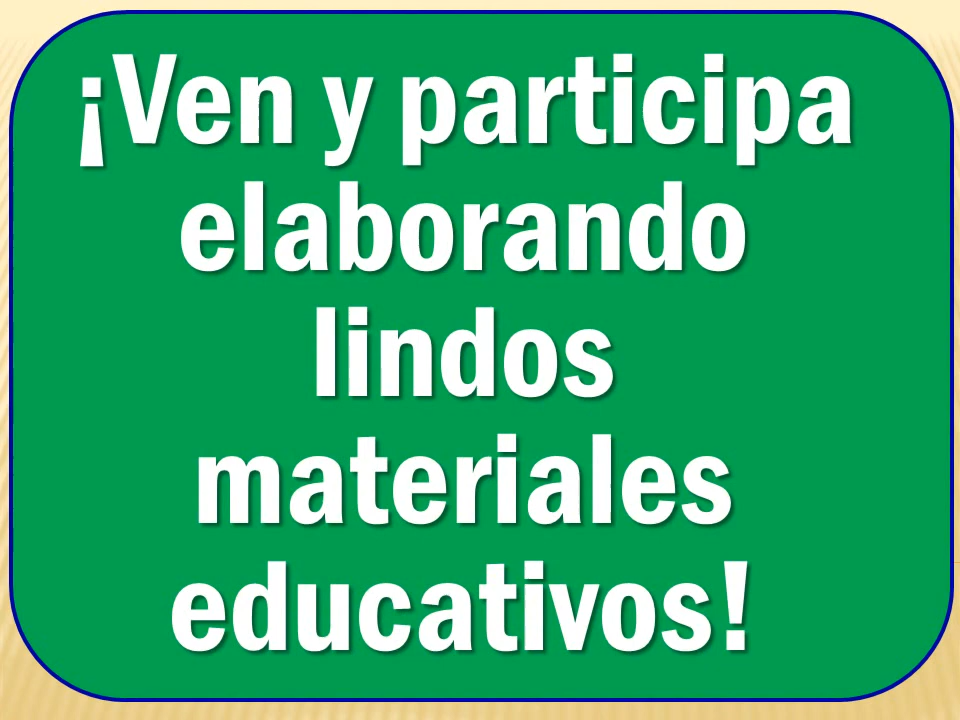 ¡Ven y participa
elaborando
lindos
materiales
educativos!